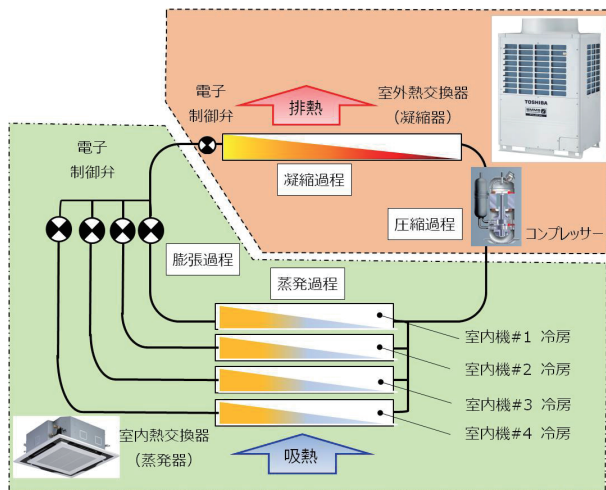 電子
制御弁
排熱
室外熱交換器
（凝縮器）
TOSHIBA
電子
制御弁
凝縮過程
圧縮過程
コンプレッサー
膨張過程
蒸発過程
室内機#1 冷房
室内機#2 冷房
室内機#3 冷房
室内機#4 冷房
室内熱交換器
（蒸発器）
吸熱